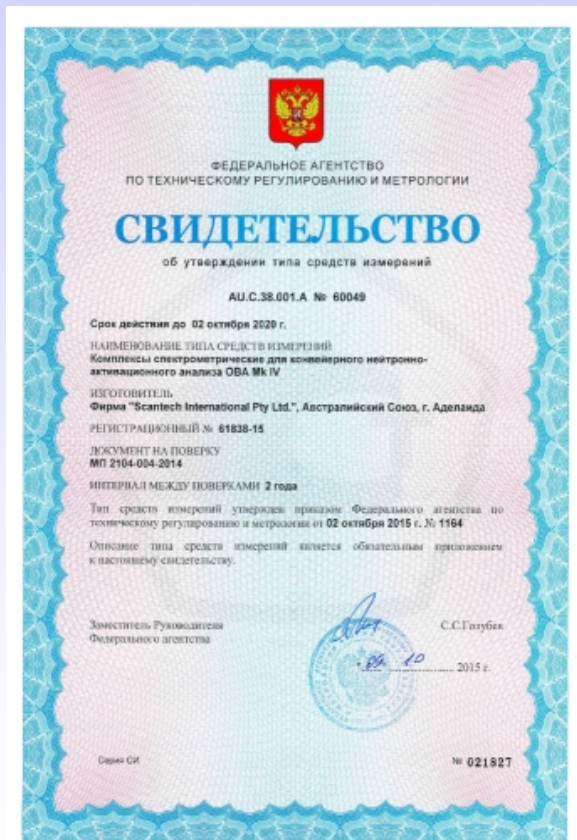 ФЕДЕРАЛЬНОЕ АГЕНТСТВО
ПО ТЕХНИЧЕСКОМУ РЕГУЛИРОВАНИЮ И МЕТРОЛОГИИ
СВИДЕТЕЛЬСТВО
об утверждении типа средств измерений
AU.C.38.001.A № 60049
Срок действия до 02 октября 2020 г.
НАИМЕНОВАНИЕ ТИПА СРЕДСТВ ИЗМЕРЕНИЙ
Комплексы спектрометрические для конвейерного нейтронно-
активационного анализа ОВА Mk IV
ИЗГОТОВИТЕЛЬ
Фирма "Scantech International Pty Ltd.", Австралийский Союз, г. Аделаида
РЕГИСТРАЦИОННЫЙ № 61838-15
ДОКУМЕНТ НА ПОВЕРКУ
МП 2104-004-2014
ИНТЕРВАЛ МЕЖДУ ПОВЕРКАМИ 2 года
Тип средств измерений утвержден приказом Федерального агентства по
техническому регулированию и метрологии от 02 октября 2015 г. № 1164
Описание типа средств измерений является обязательным приложением
к настоящему свидетельству.
Заместитель Руководителя
Федерального агентства
С.С.Голубев
09 10 2015 г.
Серия СИ
№ 021827